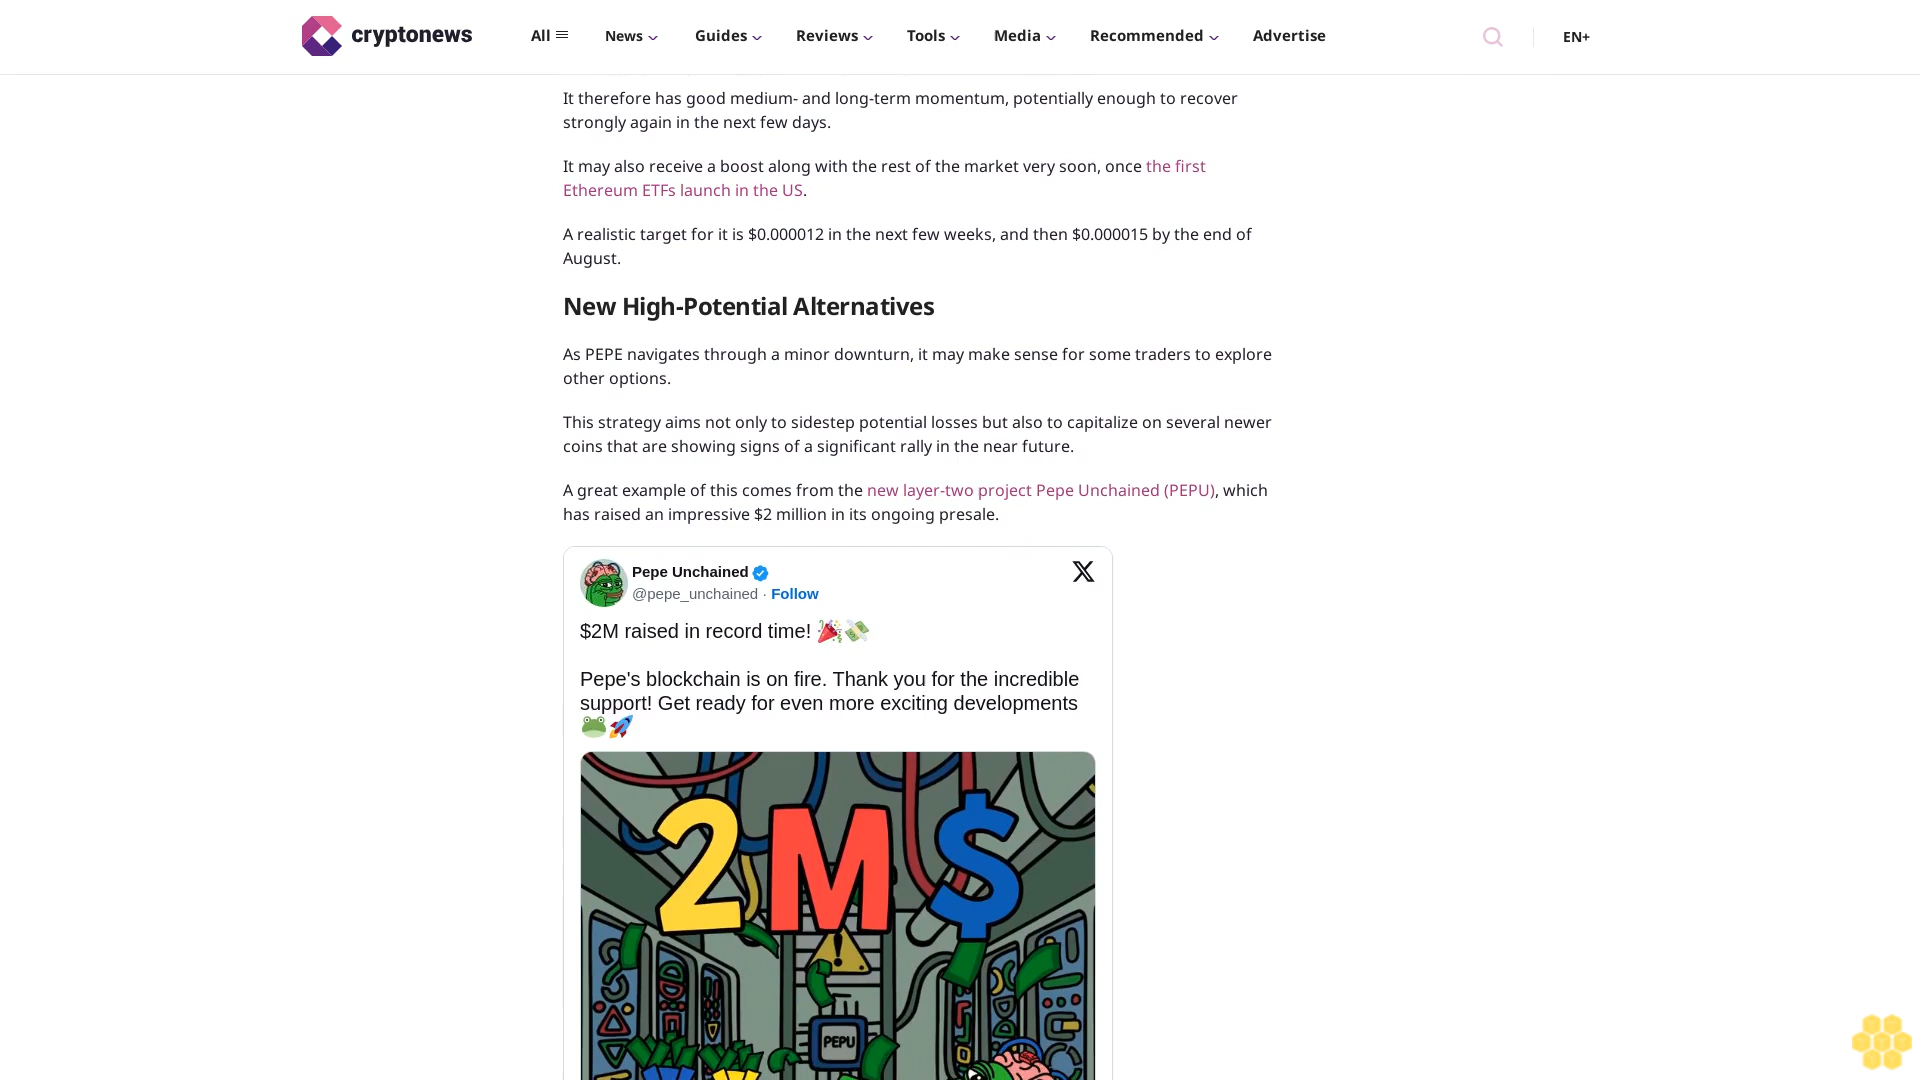 cryptonews
All News Guides Reviews Tools Media Recommended Advertise EN+
It therefore has good medium- and long-term momentum, potentially enough to recover
strongly again in the next few days.
It may also receive a boost along with the rest of the market very soon, once the first
Ethereum ETFs launch in the US.
A realistic target for it is $0.000012 in the next few weeks, and then $0.000015 by the end of
August.
New High-Potential Alternatives
As PEPE navigates through a minor downturn, it may make sense for some traders to explore
other options.
This strategy aims not only to sidestep potential losses but also to capitalize on several newer
coins that are showing signs of a significant rally in the near future.
A great example of this comes from the new layer-two project Pepe Unchained (PEPU), which
has raised an impressive $2 million in its ongoing presale.
Pepe Unchained
@pepe_unchained · Follow
$2M raised in record time! 🎉💸
Pepe's blockchain is on fire. Thank you for the incredible
support! Get ready for even more exciting developments
🐸🚀
2M$
PEPU